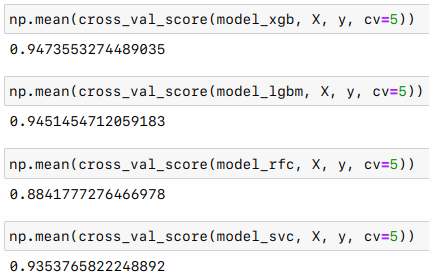 np.mean(cross_val_score(model_xgb, X, y, cv=5))
0.9473553274489035
np.mean(cross_val_score(model_lgbm, X, y, cv=5))
0.9451454712059183
np.mean(cross_val_score(model_rfc, X, y, cv=5))
0.8841777276466978
np.mean(cross_val_score(model_svc, X, y, cv=5))
0.9353765822248892